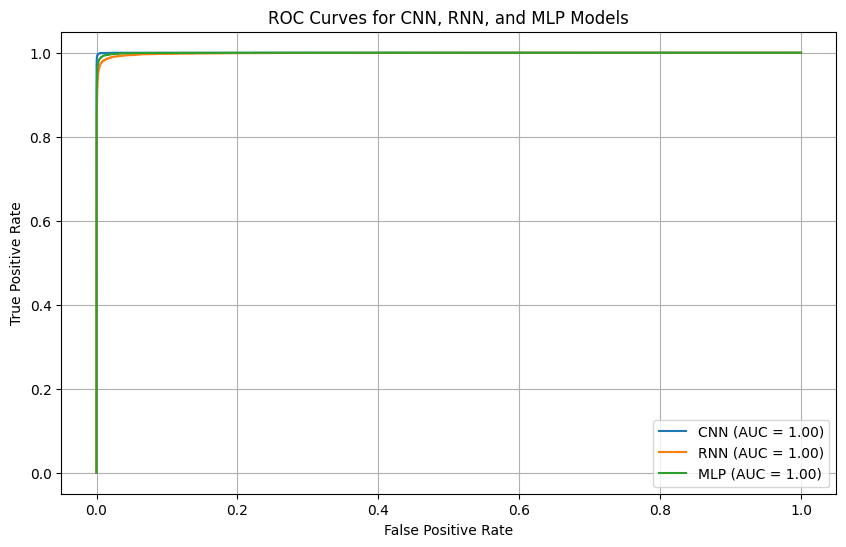 ROC Curves for CNN, RNN, and MLP Models
1.0
0.8
0.6
0.4
0.2
0.0
True Positive Rate
CNN (AUC = 1.00)
RNN (AUC = 1.00)
MLP (AUC = 1.00)
0.0 0.2 0.4 0.6 0.8 1.0
False Positive Rate